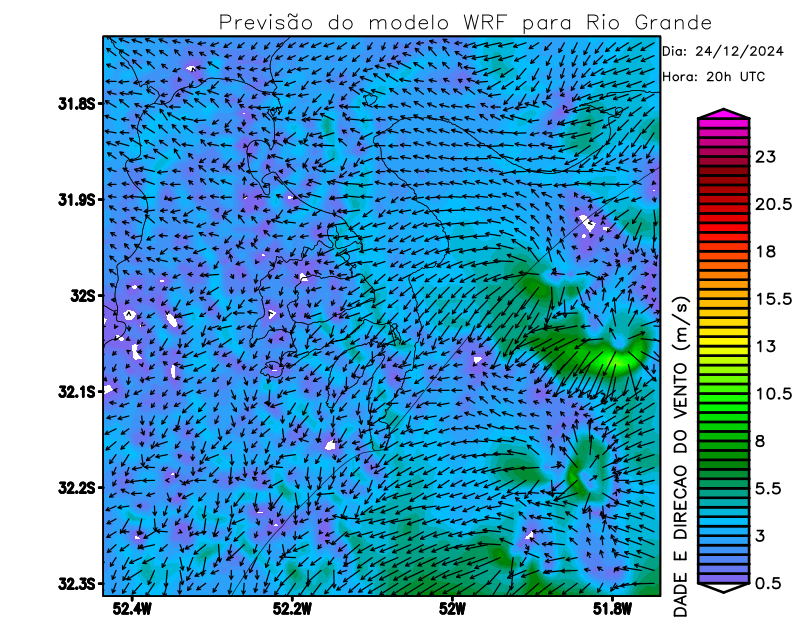 Previsão do modelo WRF para Rio Grande
Dia: 24/12/2024
Hora: 20h UTC
31.8S
31.9S
32S
32.1S
32.2S
32.3S
52.4W
52.2W
52W
51.8W
23
20.5
18
15.5
13
10.5
8
5.5
3
0.5
DADE E DIRECAO DO VENTO (m/s)